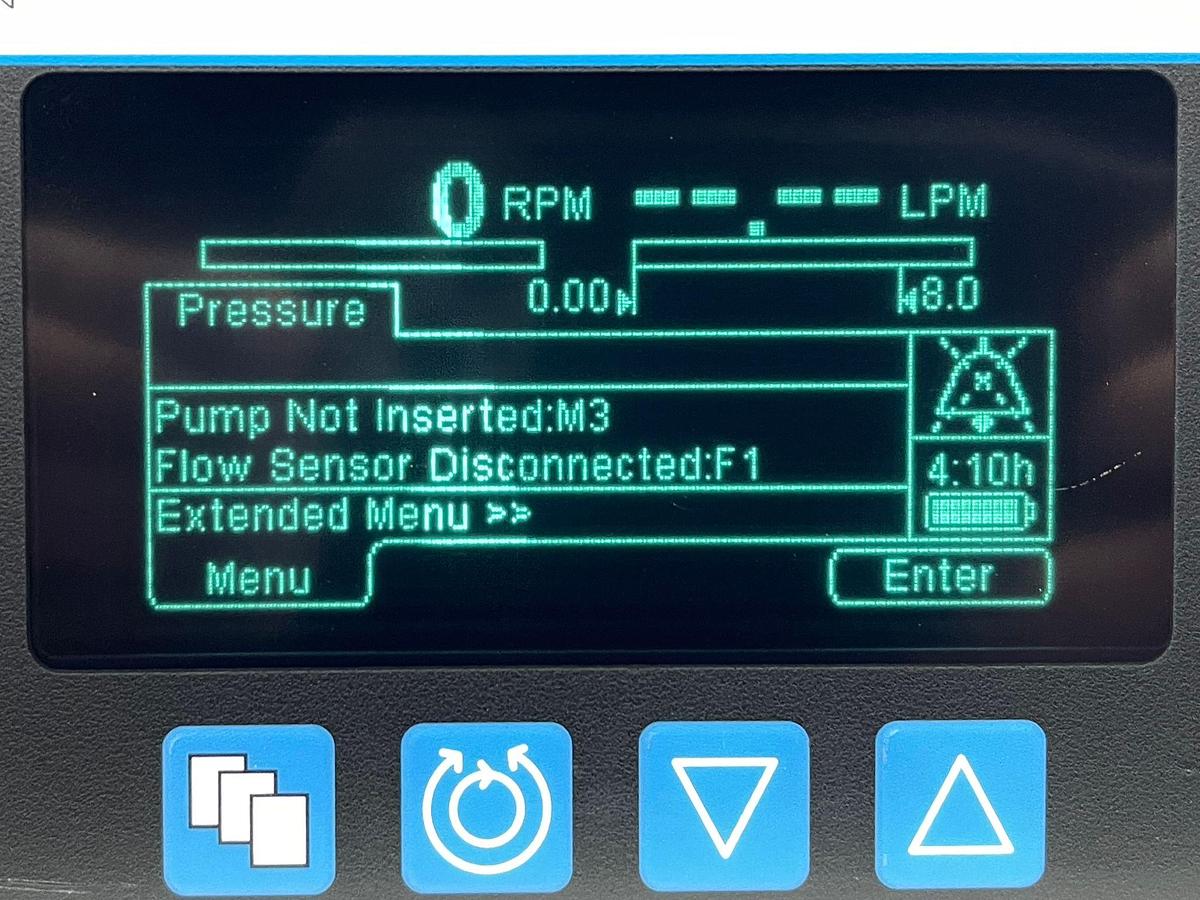 0 RPM -- --.-- -- LPM
0.00 8.0
Pressure
Pump Not Inserted:M3
Flow Sensor Disconnected:F1
4:10h
Extended Menu >>
Menu Enter